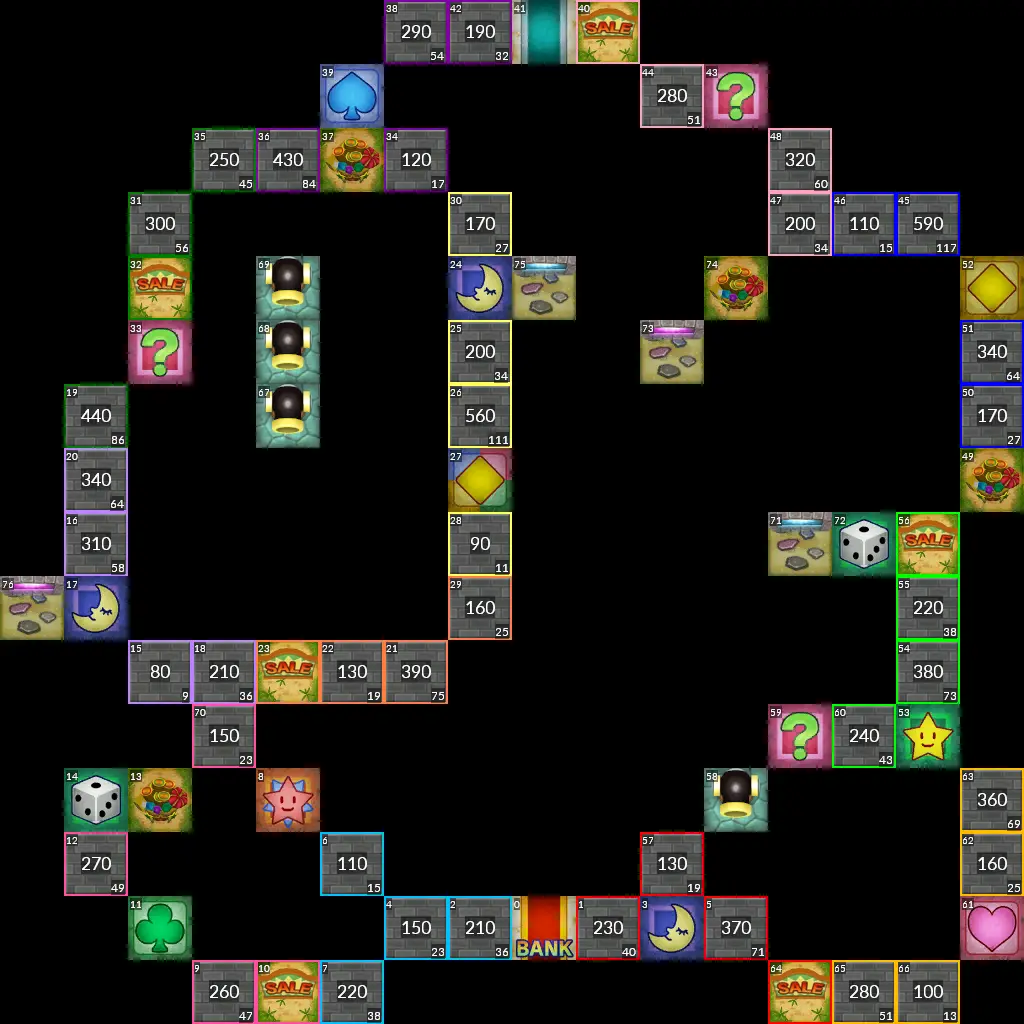 38 42 41 40
290 190 SALE
54 32
39 44 43
280 ?
51
35 36 37 34 48
250 430 120 320
45 84 17 60
31 30 47 46 45
300 170 200 110 590
56 27 34 15 117
32 69 24 75 74 52
SALE
33 68 25 73 51
? 200 340
34 64
19 67 26 50
440 560 170
86 111 27
20 27 49
340
64
16 28 71 72 56
310 90 SALE
58 11
76 17 29 55
160 220
25 38
15 18 23 22 21 54
80 210 SALE 130 390 380
9 36 19 75 73
70 59 60 53
150 ? 240
23 43
14 13 8 58 63
360
69
12 6 57 62
270 110 130 160
49 15 19 25
11 4 2 0 1 3 5 61
150 210 BANK 230 370
23 36 40 71
9 10 7 64 65 66
260 SALE 220 SALE 280 100
47 38 51 13